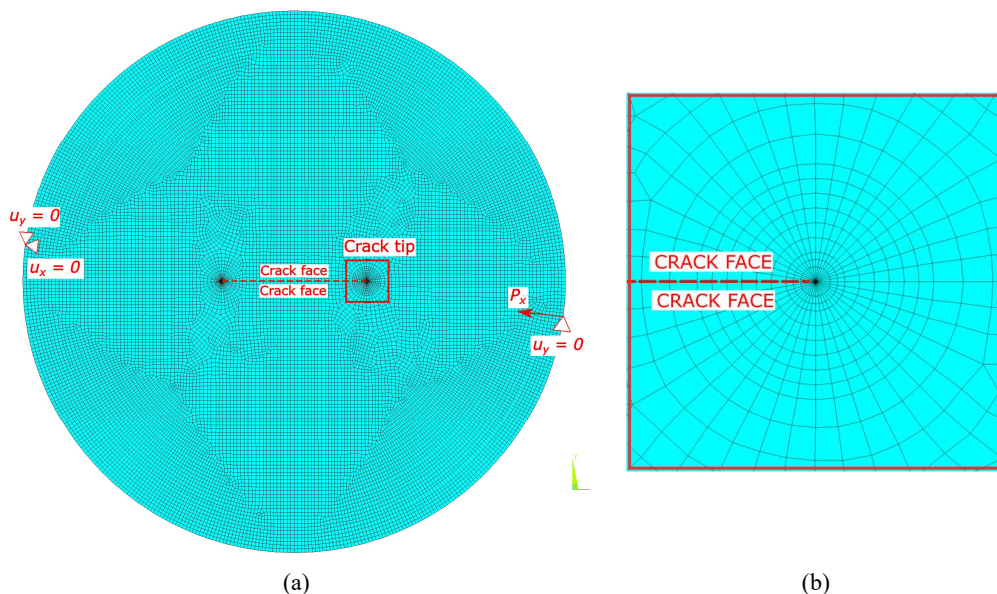 u_y = 0
u_x = 0
Crack tip
Crack face
Crack face
P_x
u_y = 0
Y
CRACK FACE
CRACK FACE
(a)
(b)